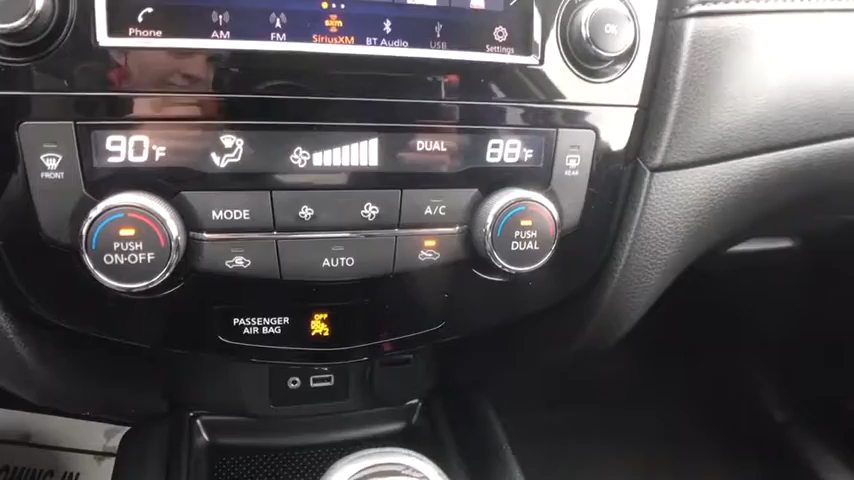 Phone AM FM SiriusXM BT Audio USB Settings
OK
90°F DUAL 88°F
FRONT REAR
MODE A/C
PUSH ON·OFF
PUSH DUAL
AUTO
PASSENGER AIR BAG
OFF
2